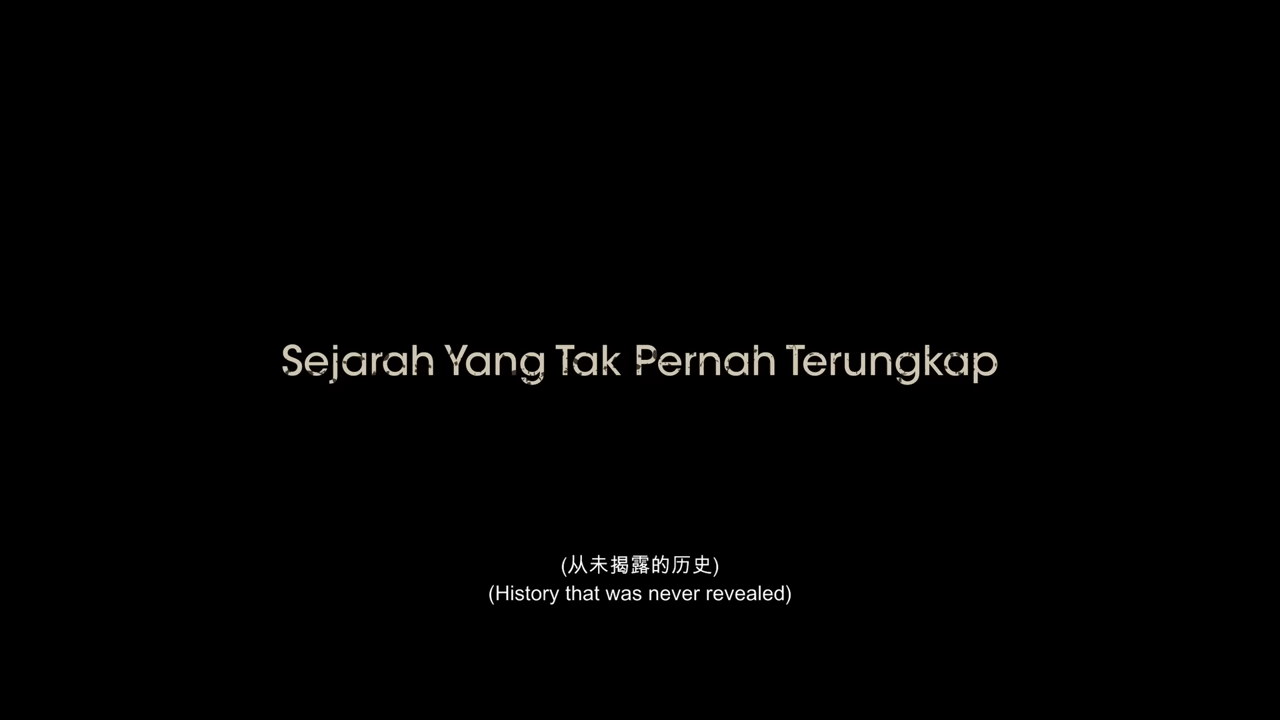 Sejarah Yang Tak Pernah Terungkap
(从未揭露的历史)
(History that was never revealed)